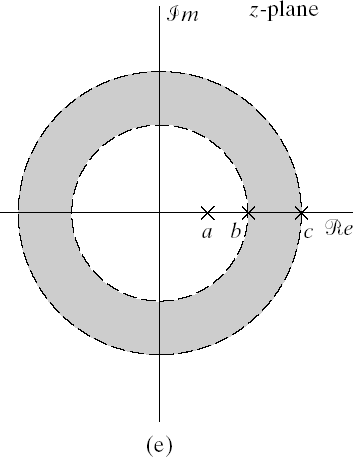 ℐm z-plane
a b c ℛe
(e)